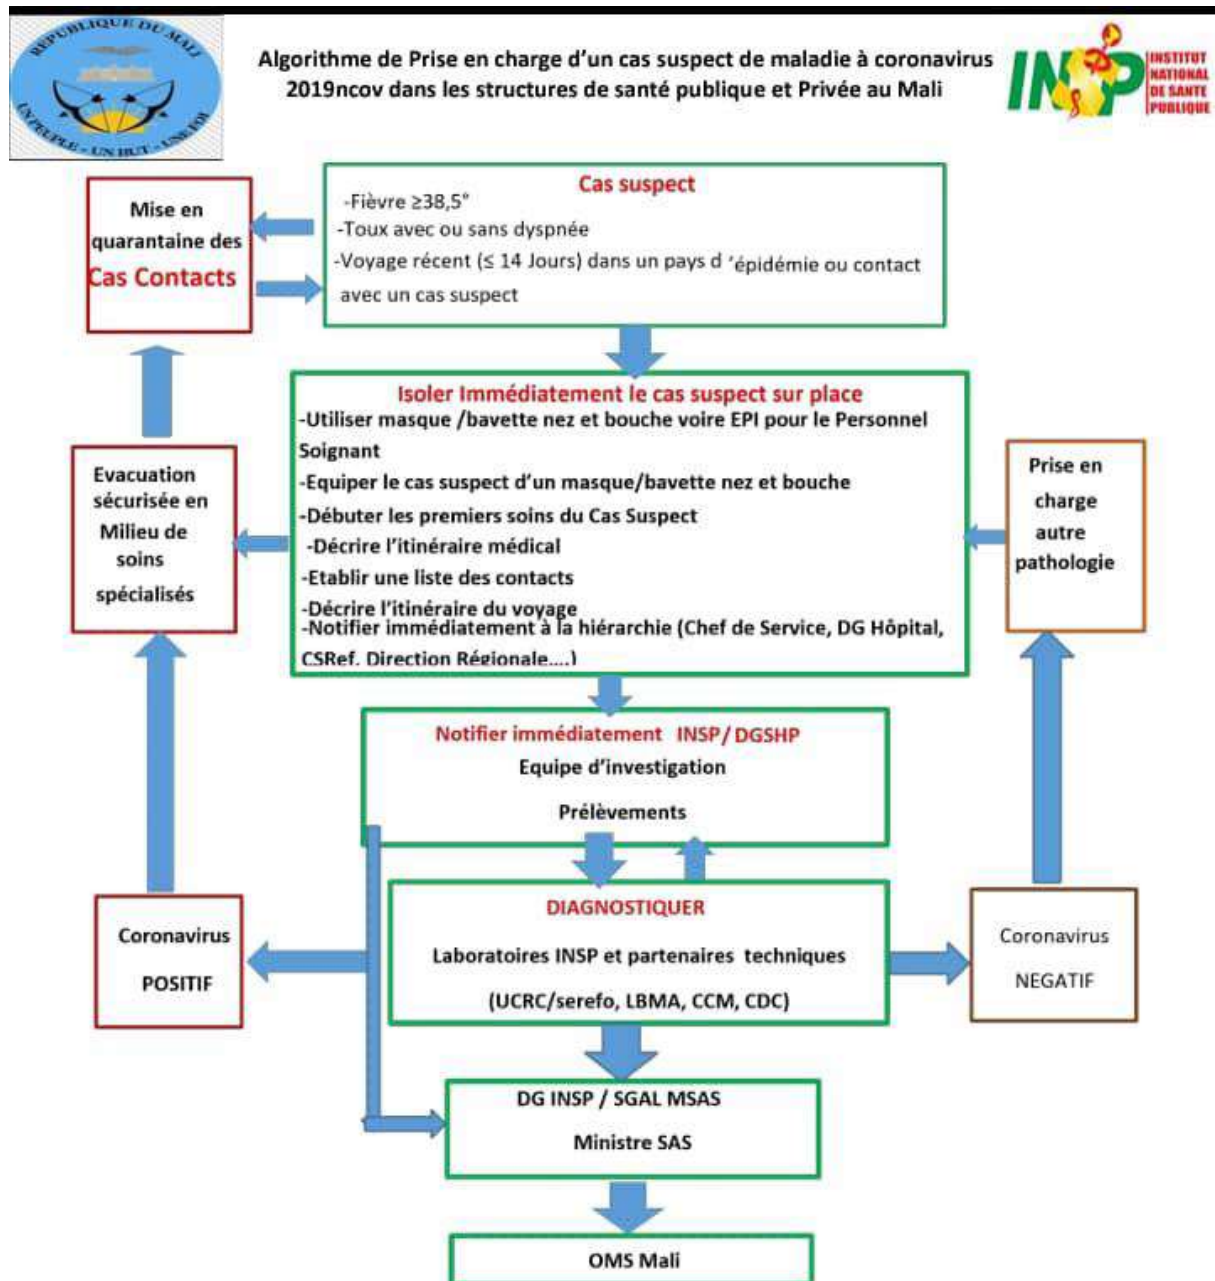 REPUBLIQUE DU MALI
UN PEUPLE - UN BUT - UNE FOI
Algorithme de Prise en charge d'un cas suspect de maladie à coronavirus
2019ncov dans les structures de santé publique et Privée au Mali
INSP
INSTITUT
NATIONAL
DE SANTE
PUBLIQUE
Mise en
quarantaine des
Cas Contacts
Cas suspect
-Fièvre ≥38,5°
-Toux avec ou sans dyspnée
-Voyage récent (≤ 14 Jours) dans un pays d 'épidémie ou contact
avec un cas suspect
Isoler Immédiatement le cas suspect sur place
-Utiliser masque /bavette nez et bouche voire EPI pour le Personnel
Soignant
-Equiper le cas suspect d'un masque/bavette nez et bouche
-Débuter les premiers soins du Cas Suspect
-Décrire l'itinéraire médical
-Etablir une liste des contacts
-Décrire l'itinéraire du voyage
-Notifier immédiatement à la hiérarchie (Chef de Service, DG Hôpital,
CSRef, Direction Régionale....)
Evacuation
sécurisée en
Milieu de
soins
spécialisés
Prise en
charge
autre
pathologie
Notifier immédiatement INSP/DGSHP
Equipe d'investigation
Prélèvements
DIAGNOSTIQUER
Laboratoires INSP et partenaires techniques
(UCRC/serefo, LBMA, CCM, CDC)
Coronavirus
POSITIF
Coronavirus
NEGATIF
DG INSP / SGAL MSAS
Ministre SAS
OMS Mali